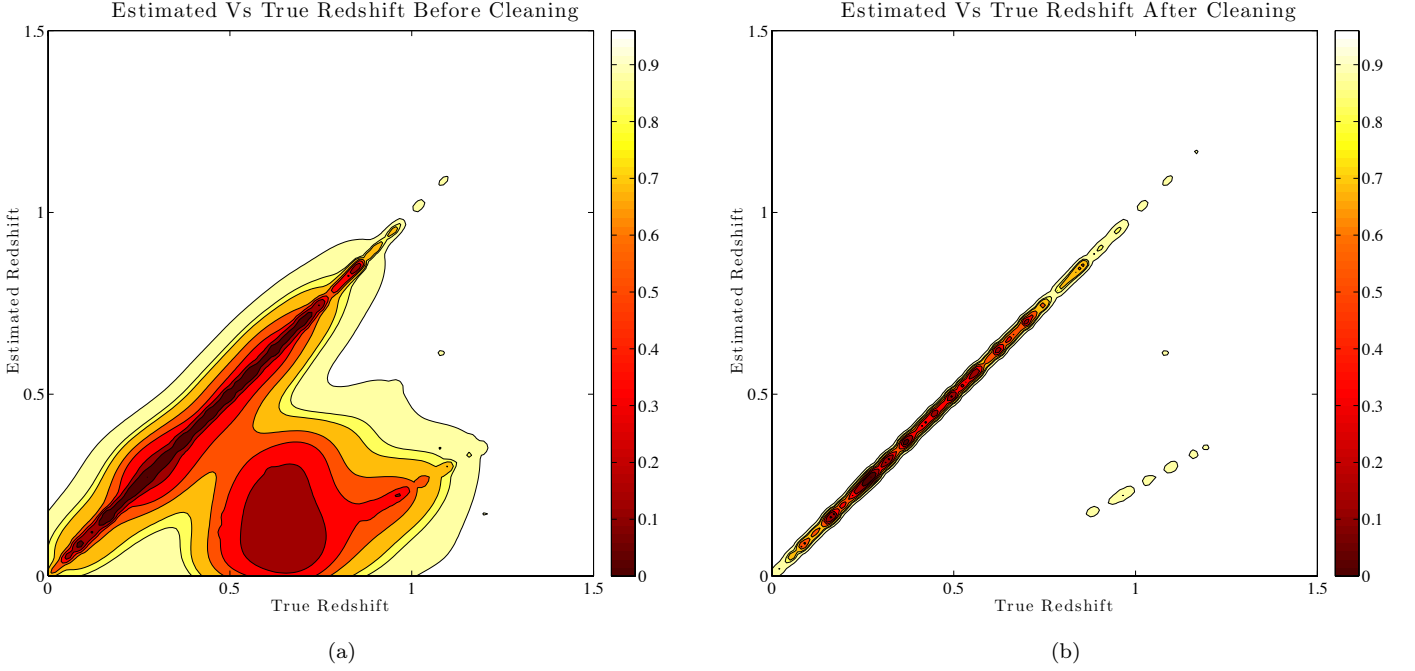 Estimated Vs True Redshift Before Cleaning
1.5
1
0.5
0
Estimated Redshift
0 0.5 1 1.5
True Redshift
0.9
0.8
0.7
0.6
0.5
0.4
0.3
0.2
0.1
0
(a)
Estimated Vs True Redshift After Cleaning
1.5
1
0.5
0
Estimated Redshift
0 0.5 1 1.5
True Redshift
0.9
0.8
0.7
0.6
0.5
0.4
0.3
0.2
0.1
0
(b)